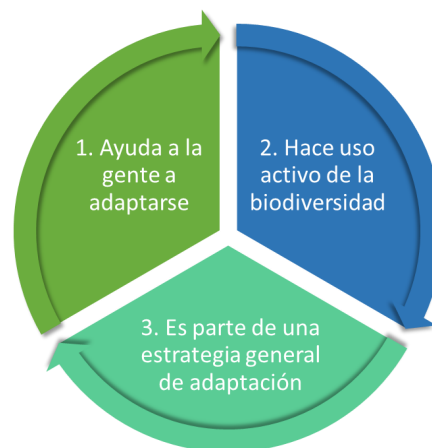 1. Ayuda a la
gente a
adaptarse
2. Hace uso
activo de la
biodiversidad
3. Es parte de una
estrategia general
de adaptación